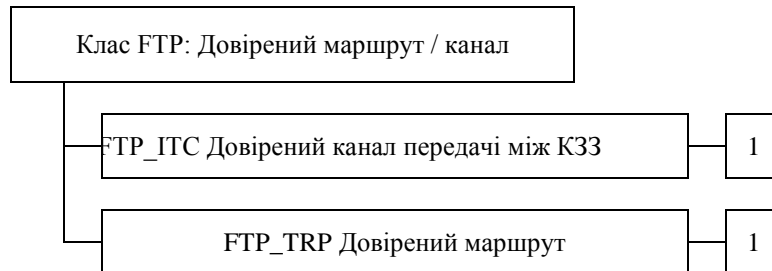 Клас FTP: Довірений маршрут / канал
FTP_ITC Довірений канал передачі між КЗЗ 1
FTP_TRP Довірений маршрут 1